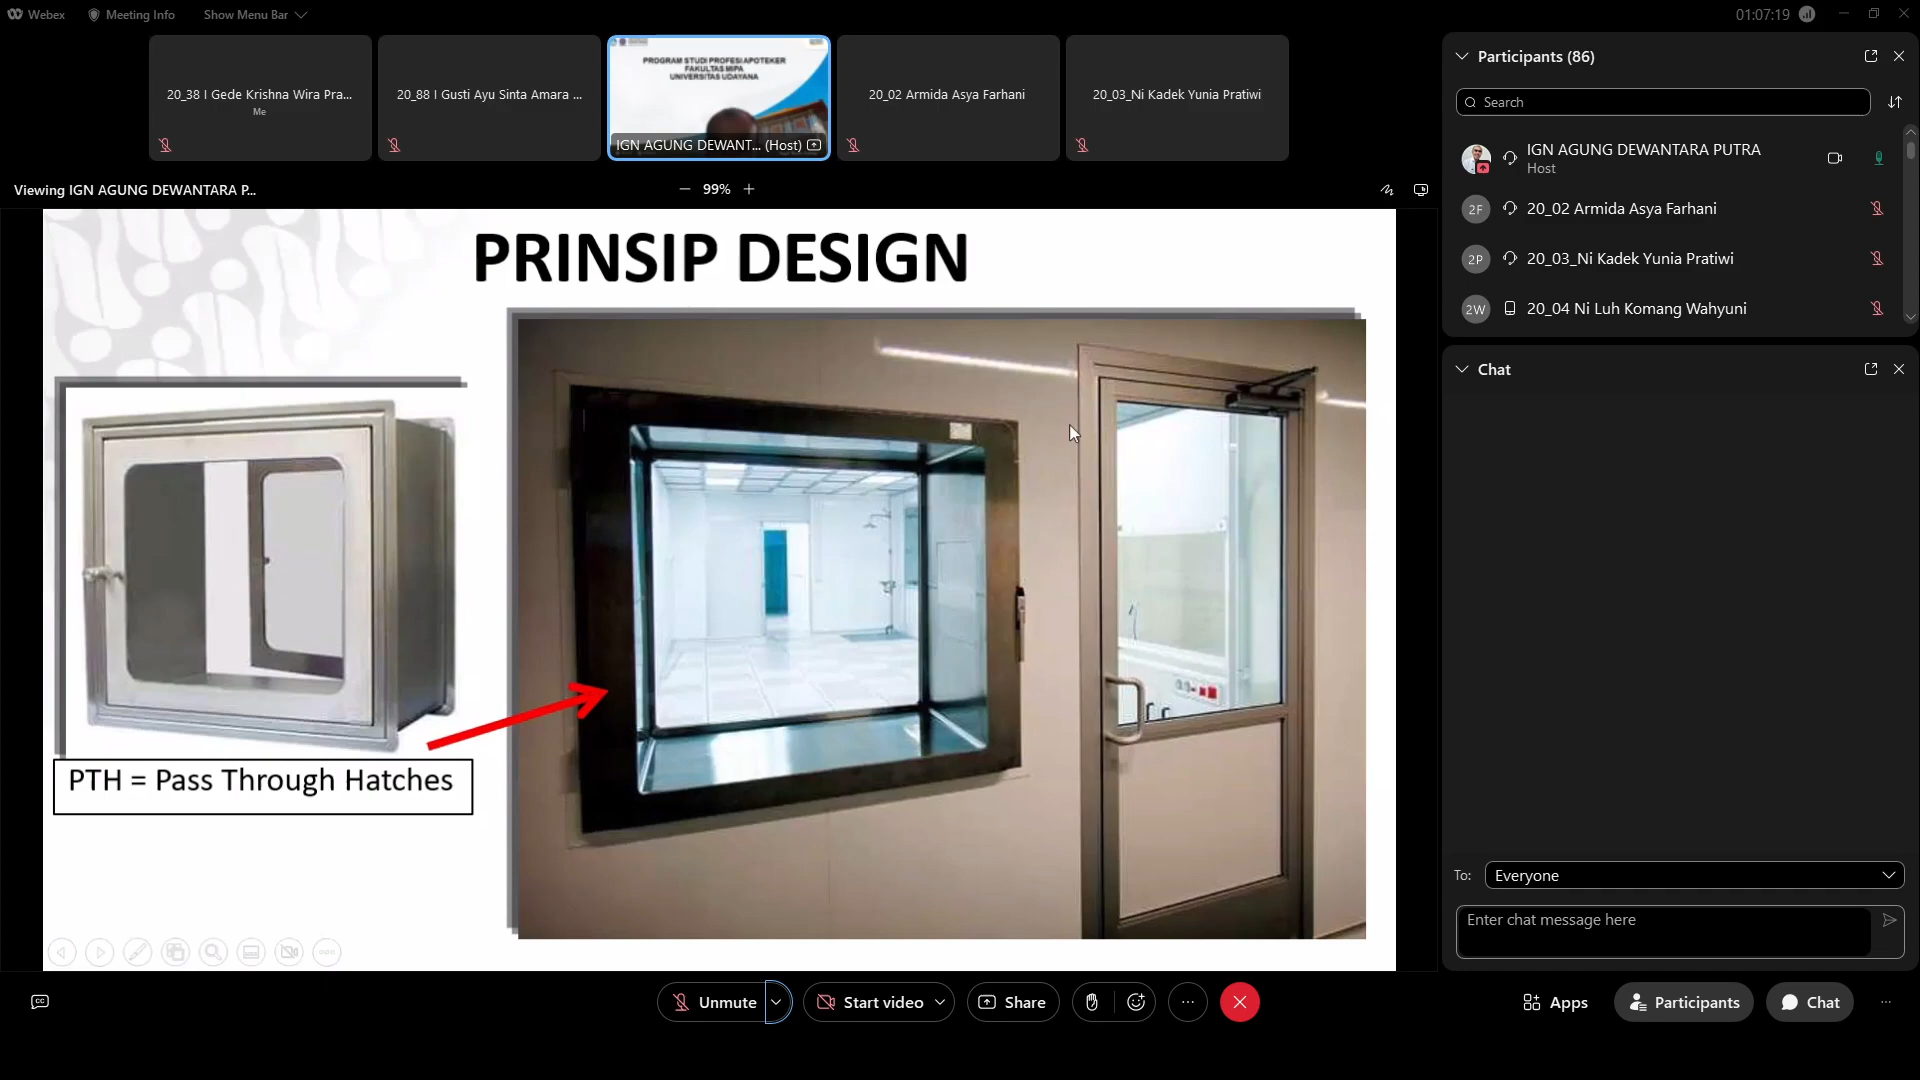 Webex
Meeting Info
Show Menu Bar
01:07:19
20_38 I Gede Krishna Wira Pra...
Me
20_88 I Gusti Ayu Sinta Amara ...
PROGRAM STUDI PROFESI APOTEKER
FAKULTAS MIPA
UNIVERSITAS UDAYANA
IGN AGUNG DEWANT... (Host)
20_02 Armida Asya Farhani
20_03_Ni Kadek Yunia Pratiwi
Viewing IGN AGUNG DEWANTARA P...
99%
PRINSIP DESIGN
PTH = Pass Through Hatches
Participants (86)
Search
IGN AGUNG DEWANTARA PUTRA
Host
2F
20_02 Armida Asya Farhani
2P
20_03_Ni Kadek Yunia Pratiwi
2W
20_04 Ni Luh Komang Wahyuni
Chat
To:
Everyone
Enter chat message here
CC
Unmute
Start video
Share
Apps
Participants
Chat